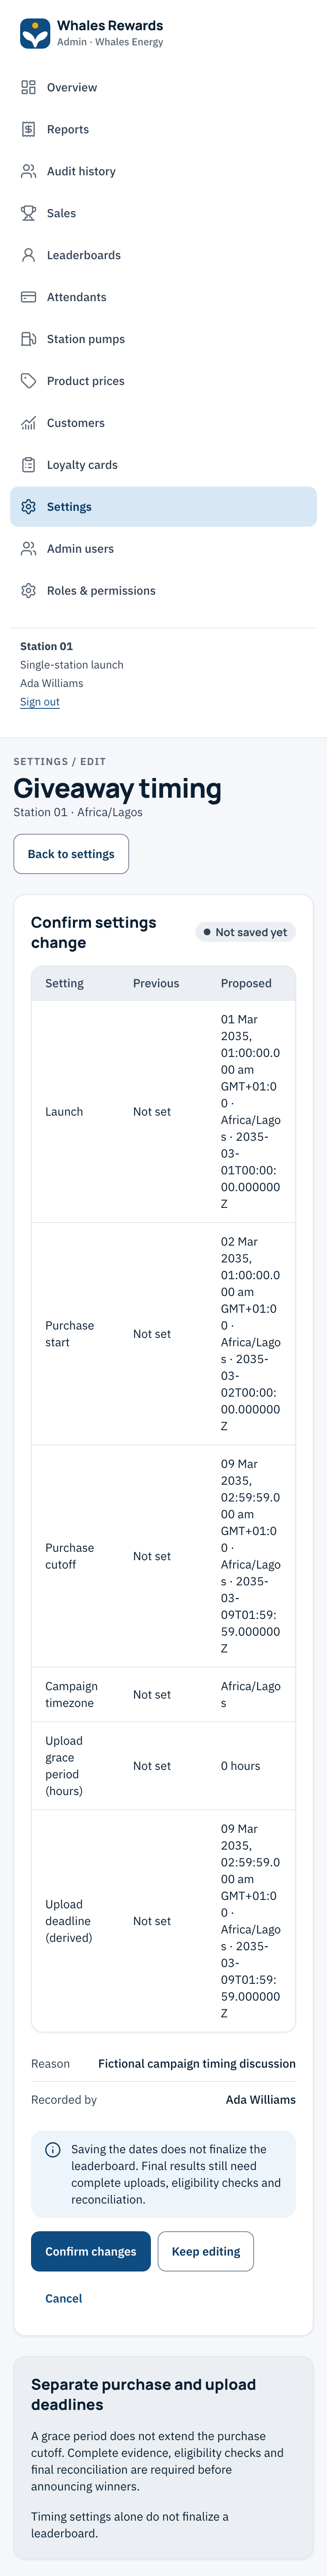 Whales Rewards
Admin · Whales Energy
Overview
Reports
Audit history
Sales
Leaderboards
Attendants
Station pumps
Product prices
Customers
Loyalty cards
Settings
Admin users
Roles & permissions
Station 01
Single-station launch
Ada Williams
Sign out
SETTINGS / EDIT
Giveaway timing
Station 01 · Africa/Lagos
Back to settings
Confirm settings
change
Not saved yet
Setting Previous Proposed
Launch
Not set
01 Mar
2035,
01:00:00.0
00 am
GMT+01:0
0 ·
Africa/Lago
s · 2035-
03-
01T00:00:
00.000000
Z
Purchase
start
Not set
02 Mar
2035,
01:00:00.0
00 am
GMT+01:0
0 ·
Africa/Lago
s · 2035-
03-
02T00:00:
00.000000
Z
Purchase
cutoff
Not set
09 Mar
2035,
02:59:59.0
00 am
GMT+01:0
0 ·
Africa/Lago
s · 2035-
03-
09T01:59:
59.000000
Z
Campaign
timezone
Not set
Africa/Lago
s
Upload
grace
period
(hours)
Not set
0 hours
Upload
deadline
(derived)
Not set
09 Mar
2035,
02:59:59.0
00 am
GMT+01:0
0 ·
Africa/Lago
s · 2035-
03-
09T01:59:
59.000000
Z
Reason Fictional campaign timing discussion
Recorded by Ada Williams
Saving the dates does not finalize the
leaderboard. Final results still need
complete uploads, eligibility checks and
reconciliation.
Confirm changes Keep editing
Cancel
Separate purchase and upload
deadlines
A grace period does not extend the purchase
cutoff. Complete evidence, eligibility checks and
final reconciliation are required before
announcing winners.
Timing settings alone do not finalize a
leaderboard.